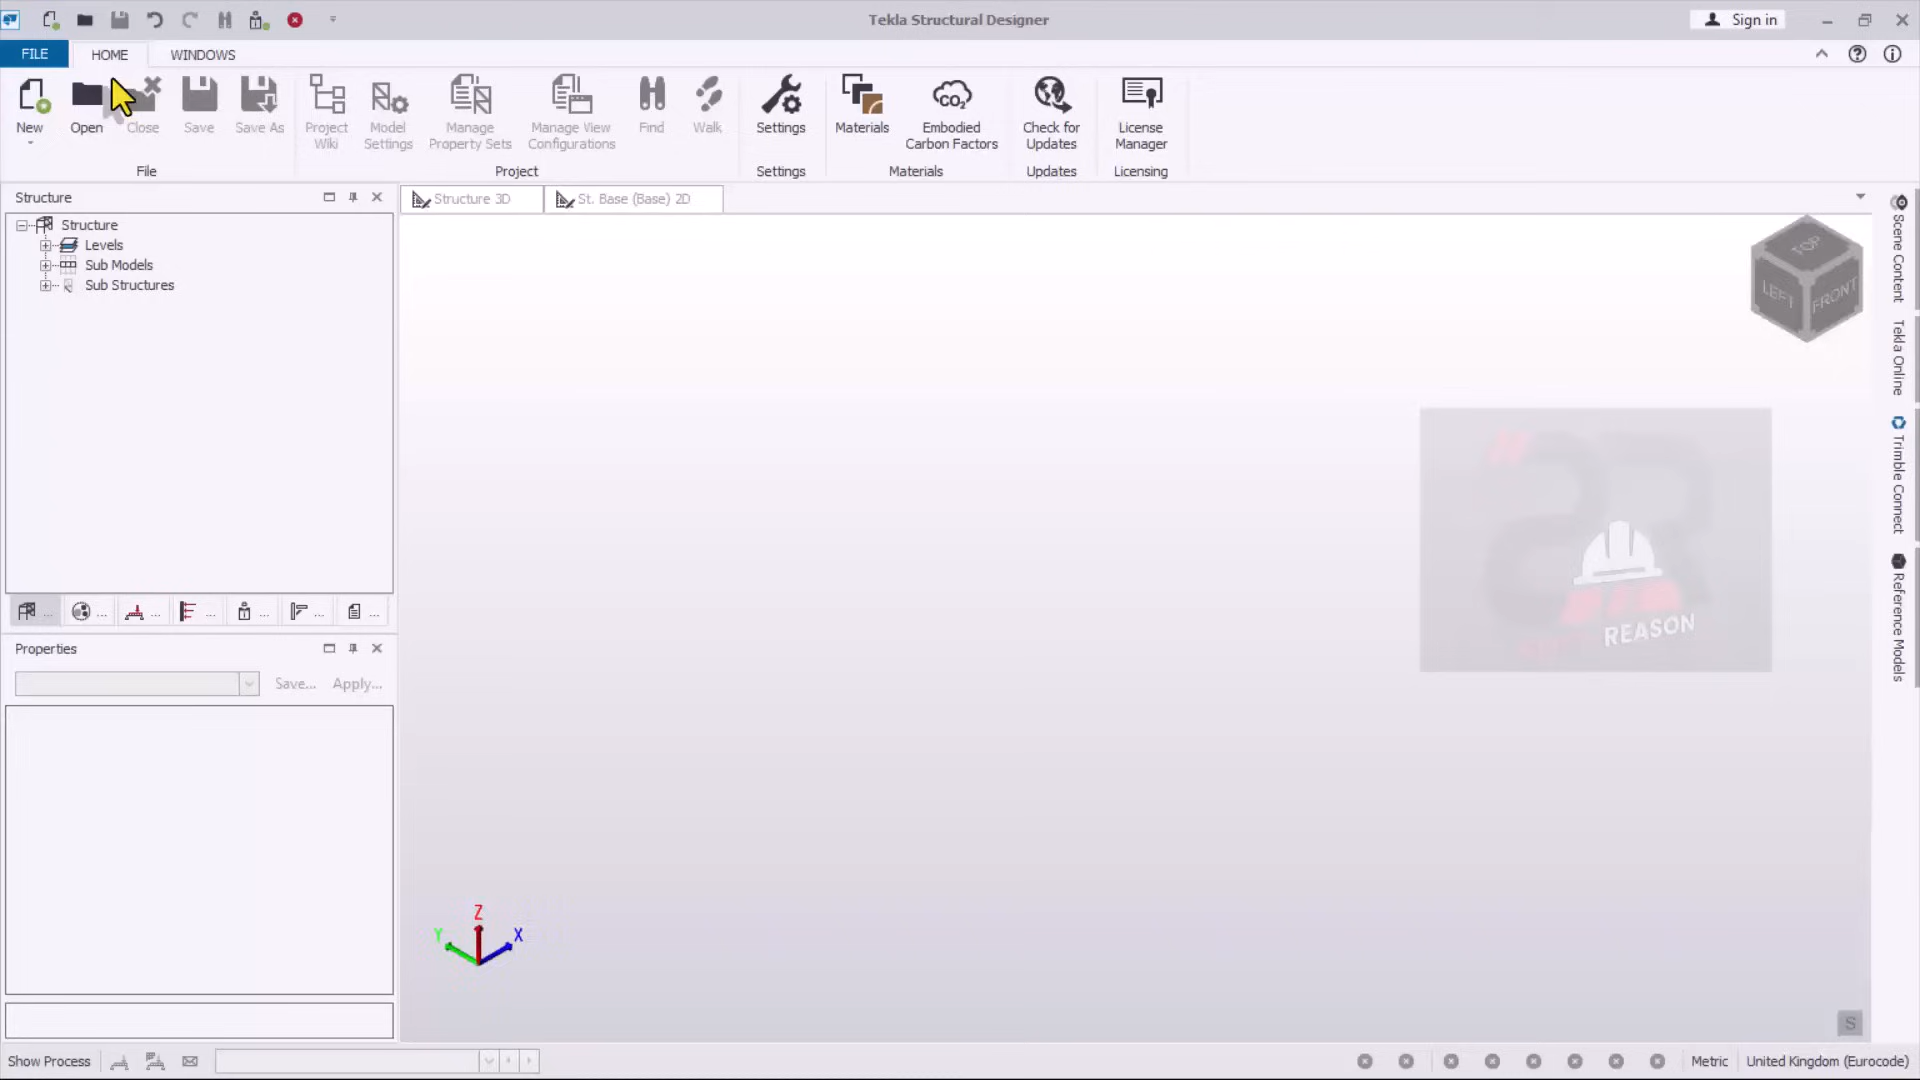 Tekla Structural Designer
Sign in
FILE
HOME
WINDOWS
New
Open
Close
Save
Save As
Project Wiki
Model Settings
Manage Property Sets
Manage View Configurations
Find
Walk
Settings
Materials
Embodied Carbon Factors
Check for Updates
License Manager
File
Project
Settings
Materials
Updates
Licensing
Structure
Structure 3D
St. Base (Base) 2D
Structure
Levels
Sub Models
Sub Structures
TOP
LEFT
FRONT
Scene Content
Tekla Online
Trimble Connect
Reference Models
REASON
... ... ... ... ... ... ...
Properties
Save...
Apply...
Z
Y
X
S
Show Process
Metric
United Kingdom (Eurocode)